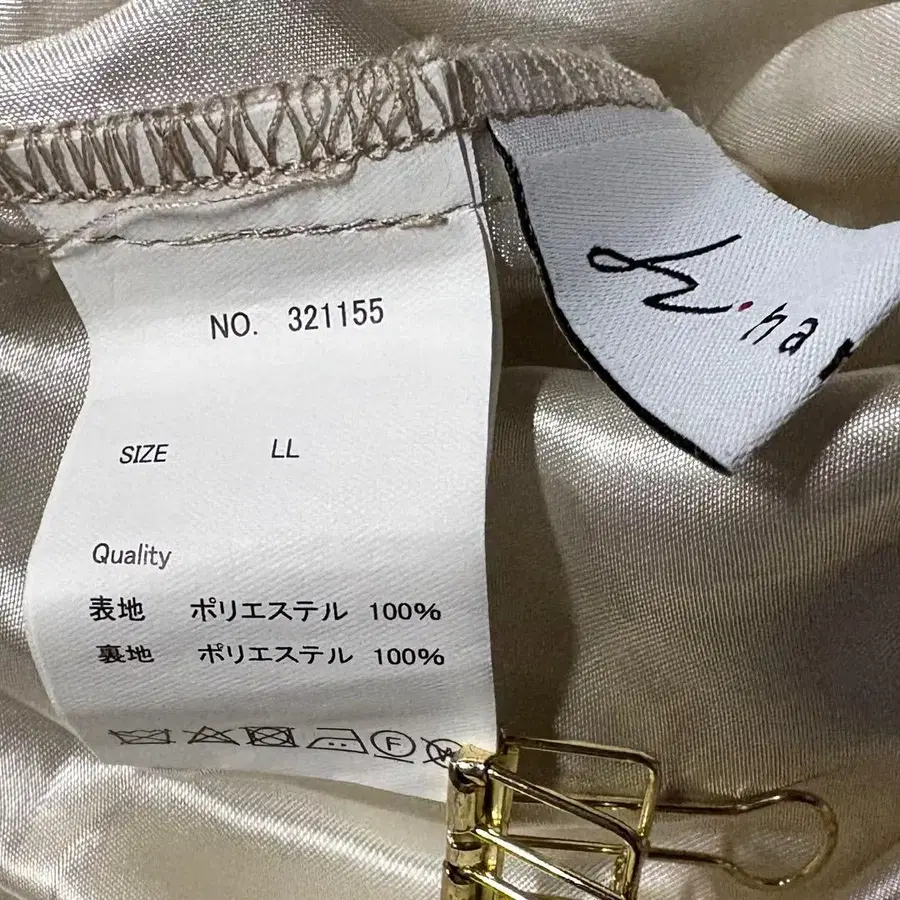 NO. 321155
SIZE LL
Quality
表地 ポリエステル 100%
裏地 ポリエステル 100%
F